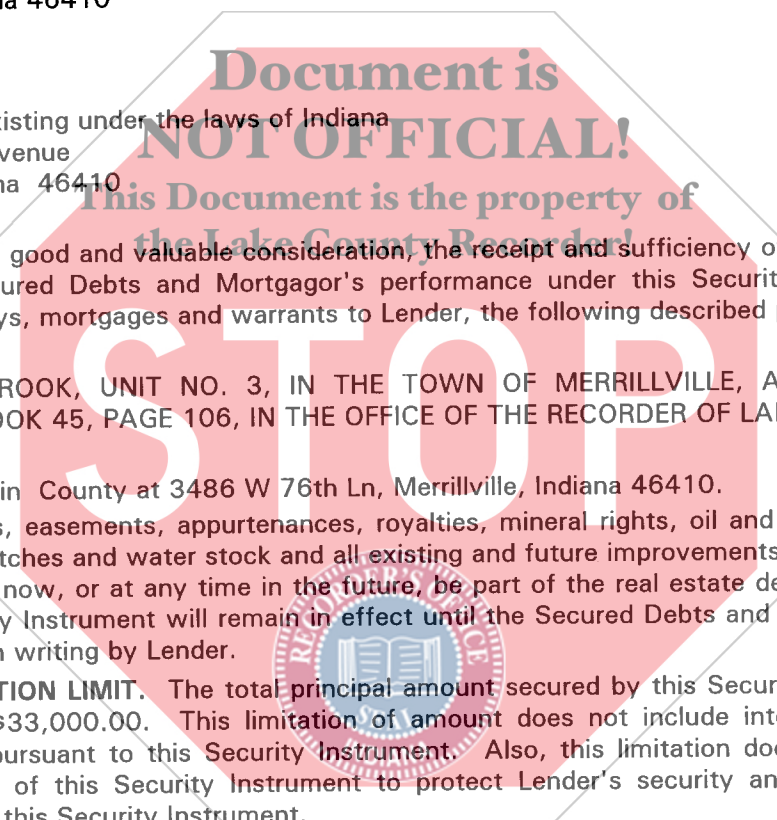 na 46410
Document is
xisting under the laws of Indiana
NOT OFFICIAL!
venue
na 46410
This Document is the property of
the Lake County Recorder!
good and valuable consideration, the receipt and sufficiency o
ured Debts and Mortgagor's performance under this Securit
ys, mortgages and warrants to Lender, the following described
STOP
ROOK, UNIT NO. 3, IN THE TOWN OF MERRILLVILLE, A
OOK 45, PAGE 106, IN THE OFFICE OF THE RECORDER OF LA
in County at 3486 W 76th Ln, Merrillville, Indiana 46410.
s, easements, appurtenances, royalties, mineral rights, oil and
tches and water stock and all existing and future improvements
now, or at any time in the future, be part of the real estate de
y Instrument will remain in effect until the Secured Debts and
n writing by Lender.
RECORDER'S OFFICE
SEAL
TION LIMIT. The total principal amount secured by this Secur
$33,000.00. This limitation of amount does not include int
pursuant to this Security Instrument. Also, this limitation doe
of this Security Instrument to protect Lender's security an
this Security Instrument.